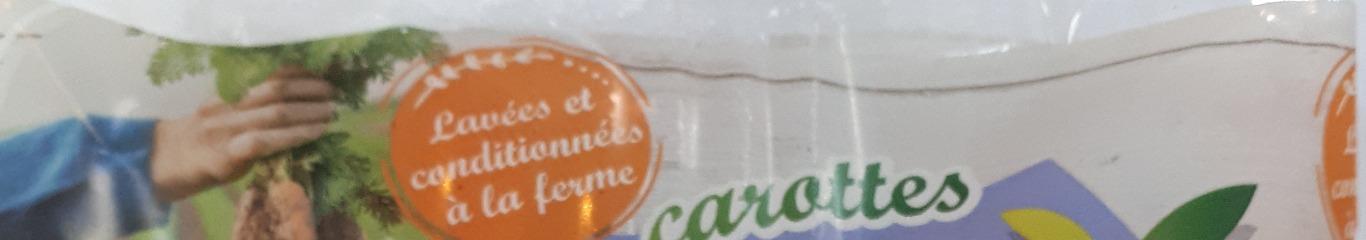 Lavées et
conditionnées
à la ferme
carottes